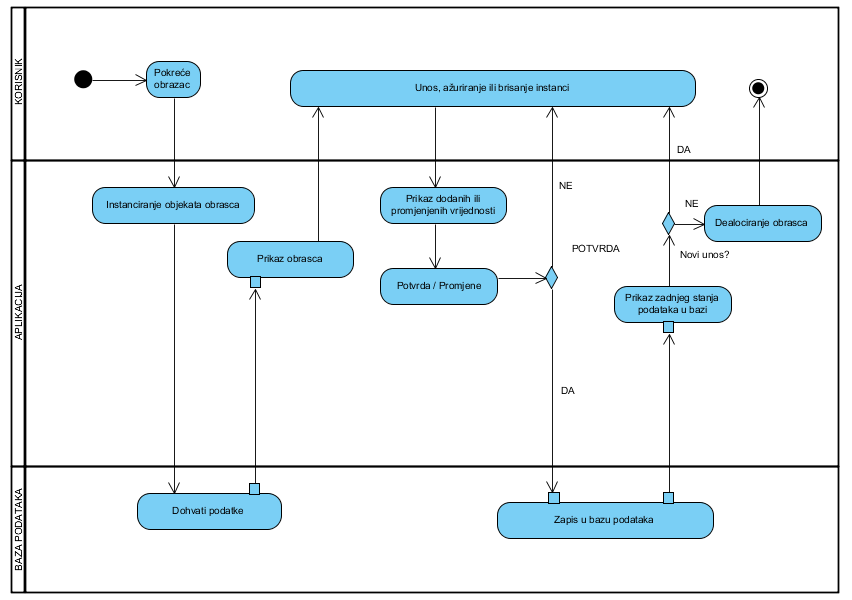 KORISNIK
Pokreće
obrazac
Unos, ažuriranje ili brisanje instanci
DA
APLIKACIJA
Instanciranje objekata obrasca
Prikaz obrasca
Prikaz dodanih ili
promjenjenih vrijednosti
Potvrda / Promjene
NE
POTVRDA
DA
NE
Dealociranje obrasca
Novi unos?
Prikaz zadnjeg stanja
podataka u bazi
BAZA PODATAKA
Dohvati podatke
Zapis u bazu podataka